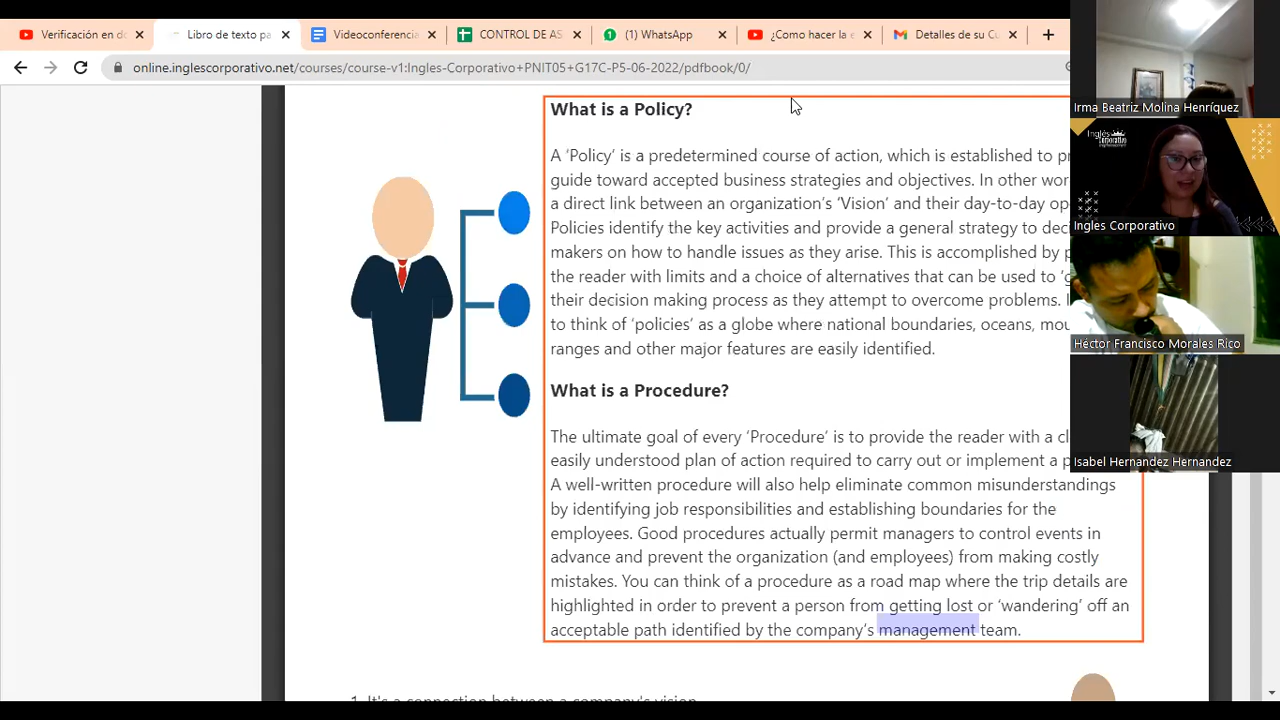 Verificación en do
Libro de texto pa
Videoconferencia
CONTROL DE AS
(1) WhatsApp
¿Como hacer la e
Detalles de su Cu
online.inglescorporativo.net/courses/course-v1:Ingles-Corporativo+PNIT05+G17C-P5-06-2022/pdfbook/0/
What is a Policy?
A ‘Policy’ is a predetermined course of action, which is established to pr
guide toward accepted business strategies and objectives. In other wor
a direct link between an organization's ‘Vision’ and their day-to-day op
Policies identify the key activities and provide a general strategy to dec
makers on how to handle issues as they arise. This is accomplished by p
the reader with limits and a choice of alternatives that can be used to ‘g
their decision making process as they attempt to overcome problems. I
to think of ‘policies’ as a globe where national boundaries, oceans, mou
ranges and other major features are easily identified.
What is a Procedure?
The ultimate goal of every ‘Procedure’ is to provide the reader with a cl
easily understood plan of action required to carry out or implement a p
A well-written procedure will also help eliminate common misunderstandings
by identifying job responsibilities and establishing boundaries for the
employees. Good procedures actually permit managers to control events in
advance and prevent the organization (and employees) from making costly
mistakes. You can think of a procedure as a road map where the trip details are
highlighted in order to prevent a person from getting lost or ‘wandering’ off an
acceptable path identified by the company's management team.
1. It's a connection between a company's vision
Irma Beatriz Molina Henríquez
Inglés
Corporativo
Ingles Corporativo
Héctor Francisco Morales Rico
Isabel Hernandez Hernandez